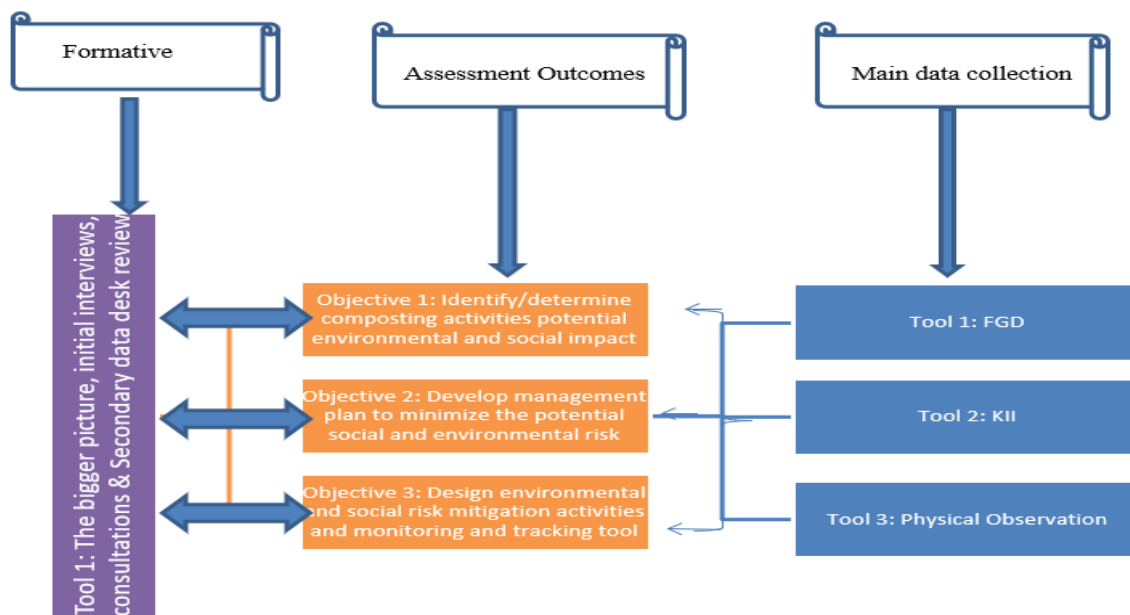 Formative
Assessment Outcomes
Main data collection
Tool 1: The bigger picture, initial interviews,
consultations & Secondary data desk review
Objective 1: Identify/determine
composting activities potential
environmental and social impact
Objective 2: Develop management
plan to minimize the potential
social and environmental risk
Objective 3: Design environmental
and social risk mitigation activities
and monitoring and tracking tool
Tool 1: FGD
Tool 2: KII
Tool 3: Physical Observation